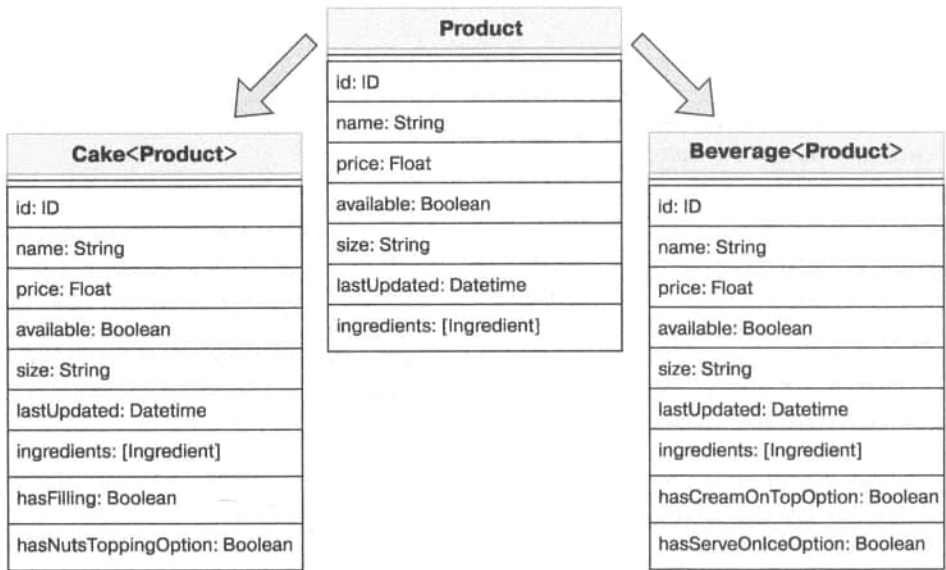 Product
id: ID
name: String
price: Float
available: Boolean
size: String
lastUpdated: Datetime
ingredients: [Ingredient]
Cake<Product>
id: ID
name: String
price: Float
available: Boolean
size: String
lastUpdated: Datetime
ingredients: [Ingredient]
hasFilling: Boolean
hasNutsToppingOption: Boolean
Beverage<Product>
id: ID
name: String
price: Float
available: Boolean
size: String
lastUpdated: Datetime
ingredients: [Ingredient]
hasCreamOnTopOption: Boolean
hasServeOnIceOption: Boolean